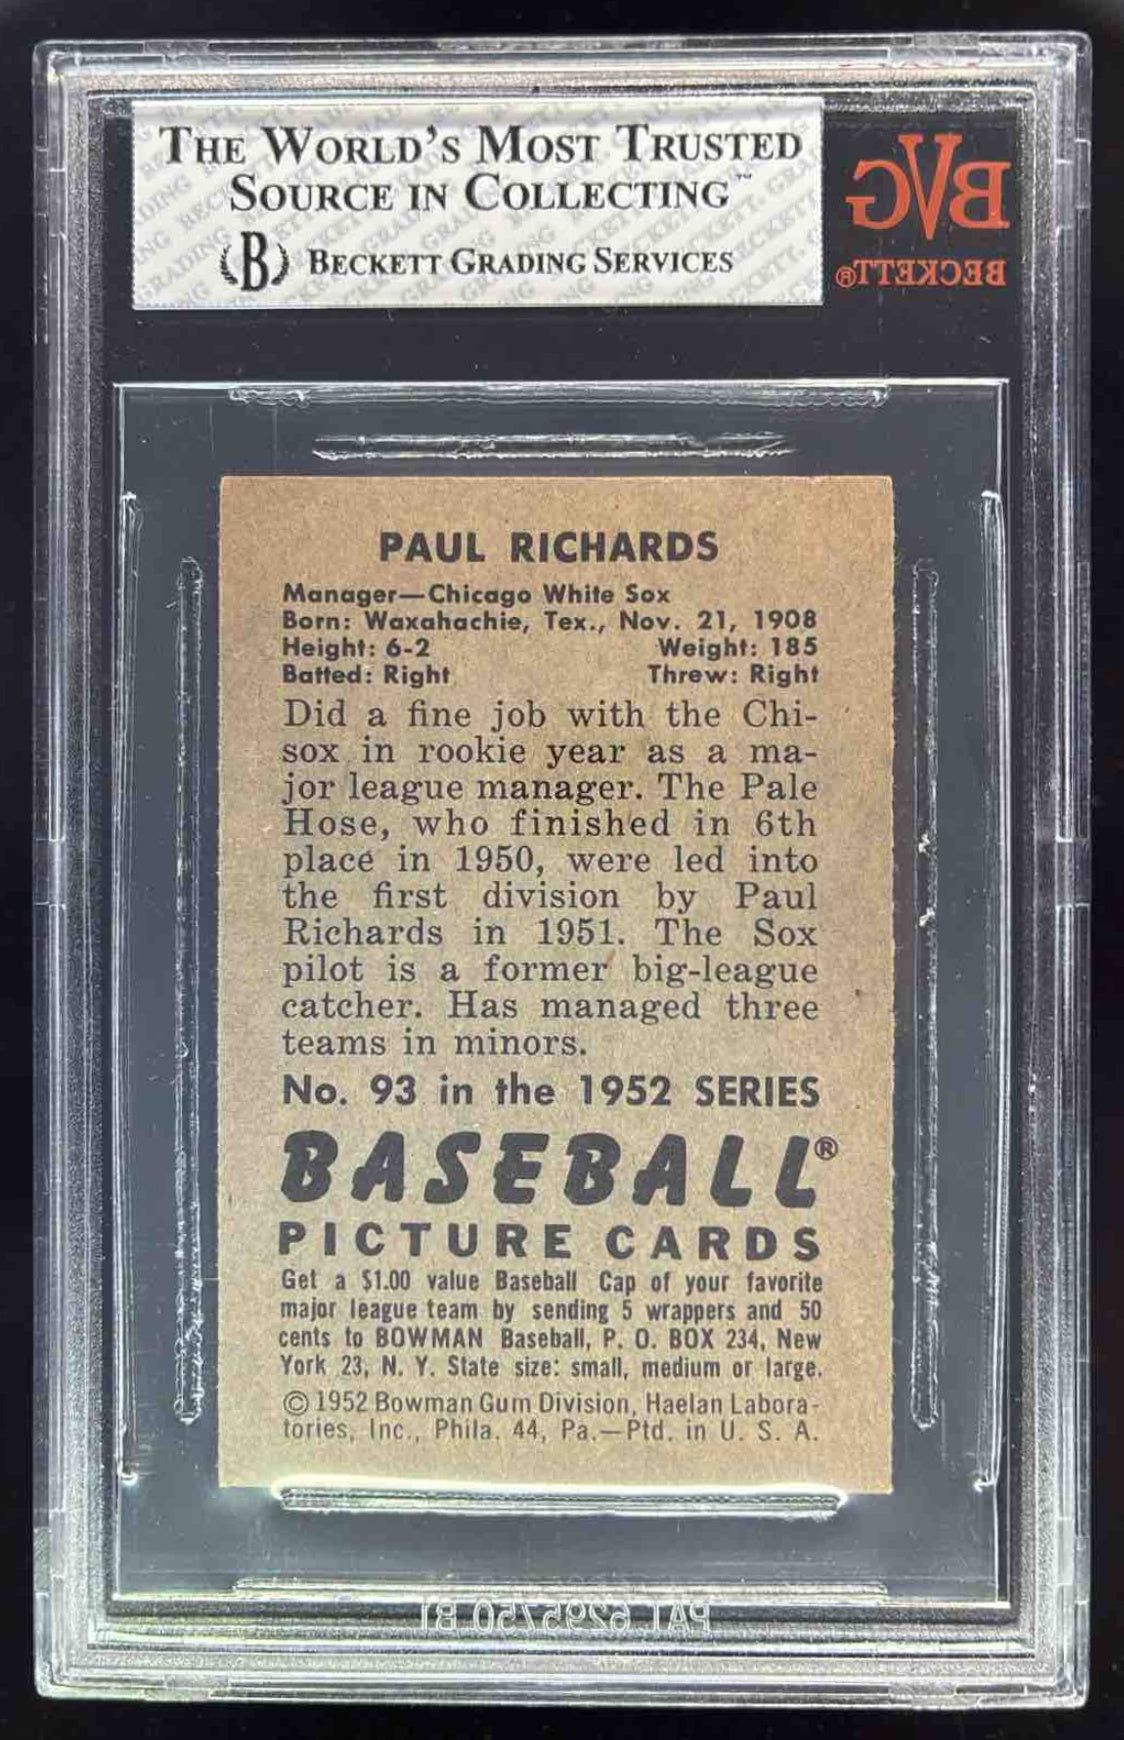 THE WORLD'S MOST TRUSTED
SOURCE IN COLLECTING™
B BECKETT GRADING SERVICES
BVG
BECKETT®
PAUL RICHARDS
Manager—Chicago White Sox
Born: Waxahachie, Tex., Nov. 21, 1908
Height: 6-2 Weight: 185
Batted: Right Threw: Right
Did a fine job with the Chi-
sox in rookie year as a ma-
jor league manager. The Pale
Hose, who finished in 6th
place in 1950, were led into
the first division by Paul
Richards in 1951. The Sox
pilot is a former big-league
catcher. Has managed three
teams in minors.
No. 93 in the 1952 SERIES
BASEBALL®
PICTURE CARDS
Get a $1.00 value Baseball Cap of your favorite
major league team by sending 5 wrappers and 50
cents to BOWMAN Baseball, P. O. BOX 234, New
York 23, N. Y. State size: small, medium or large.
© 1952 Bowman Gum Division, Haelan Labora-
tories, Inc., Phila. 44, Pa.—Ptd. in U. S. A.
PAT 6295750 B1